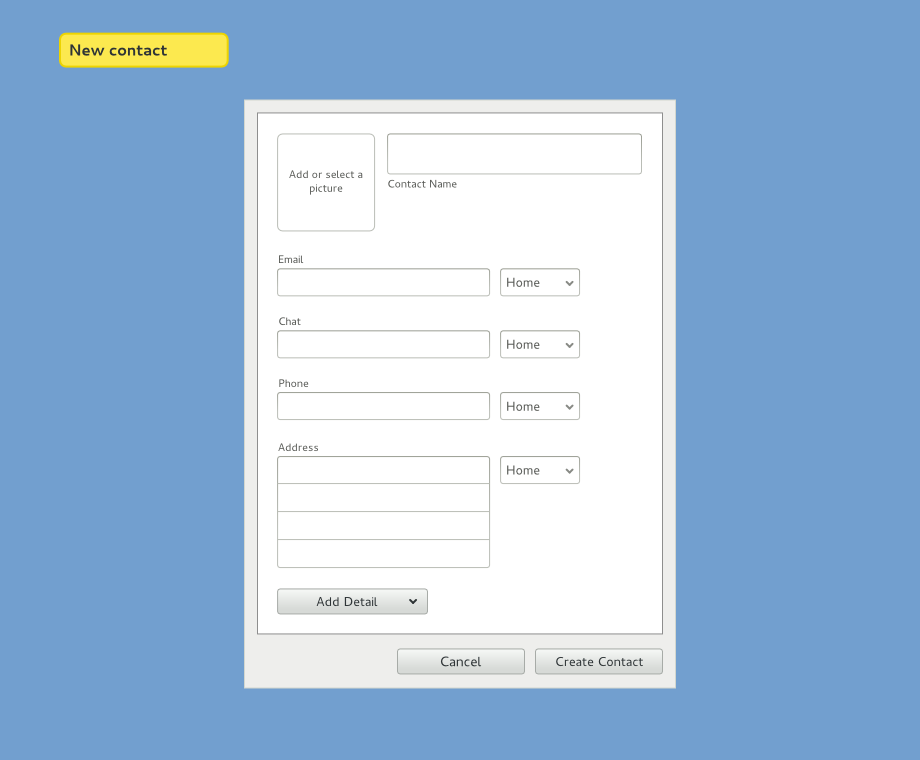 New contact
Add or select a
picture
Contact Name
Email
Home
Chat
Home
Phone
Home
Address
Home
Add Detail
Cancel
Create Contact